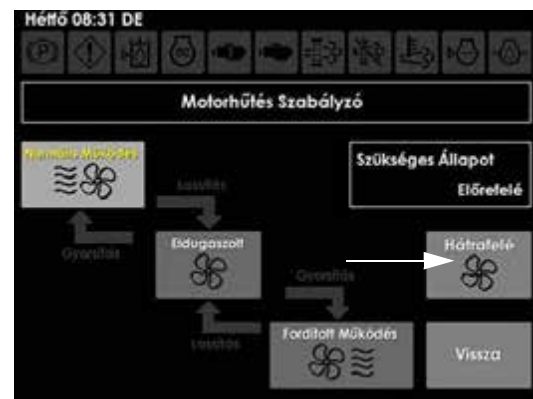 Hétfő 08:31 DE
Motorhűtés Szabályzó
Normális Működés
Szükséges Állapot
Előrefelé
Lassítás
Gyorsítás
Eldugaszolt
Hátrafelé
Gyorsítás
Lassítás
Fordított Működés
Vissza